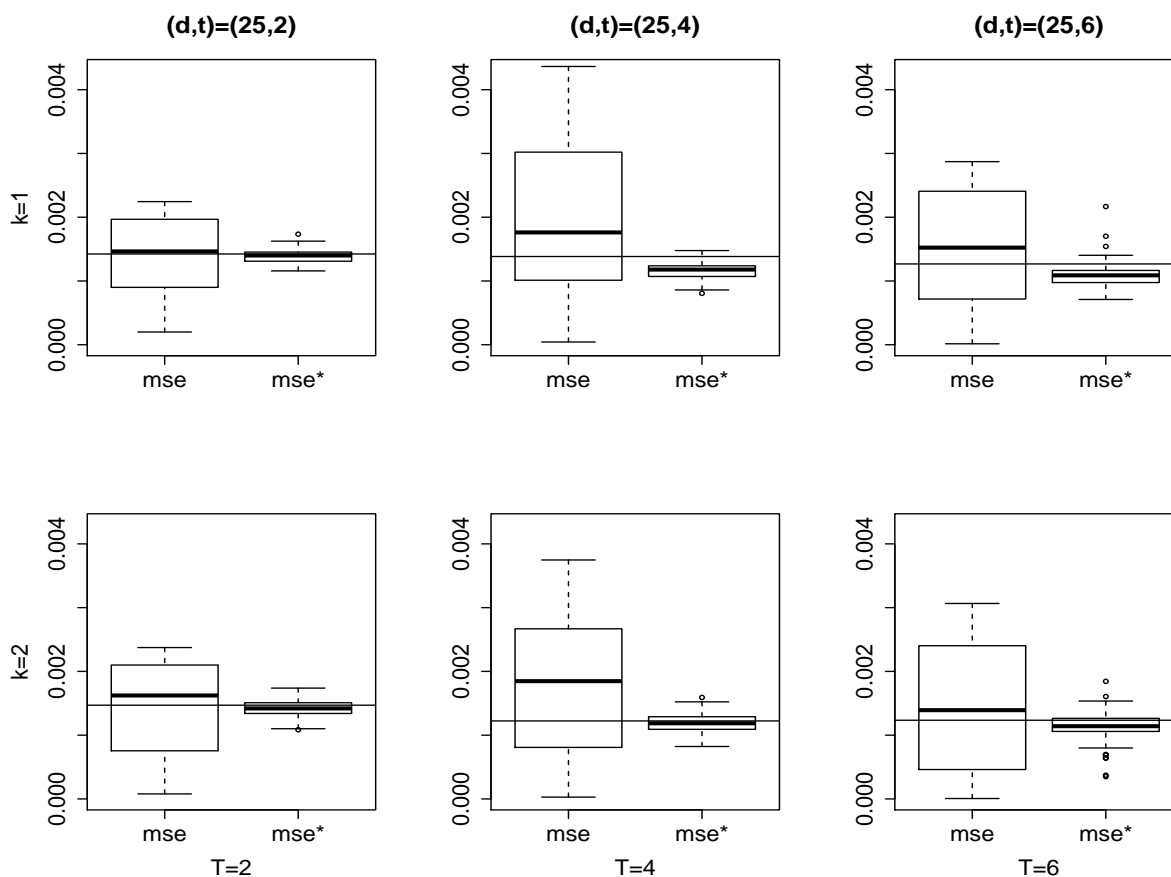 (d,t)=(25,2) (d,t)=(25,4) (d,t)=(25,6)
k=1
0.004 0.004 0.004
0.002 0.002 0.002
0.000 0.000 0.000
mse mse* mse mse* mse mse*
k=2
0.004 0.004 0.004
0.002 0.002 0.002
0.000 0.000 0.000
mse mse* mse mse* mse mse*
T=2 T=4 T=6